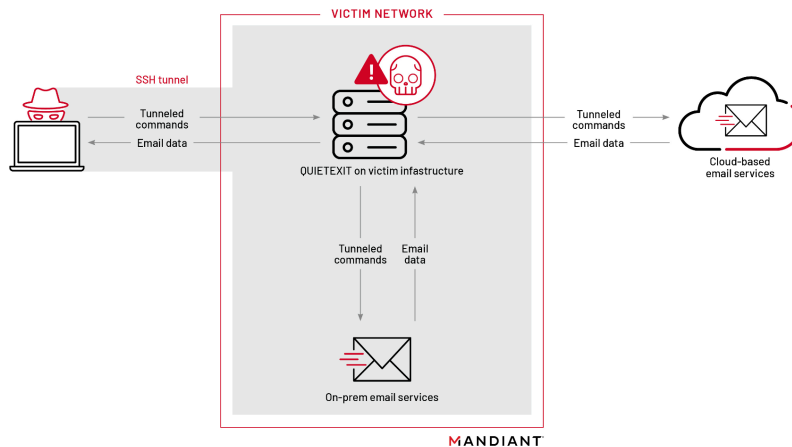 VICTIM NETWORK
SSH tunnel
Tunneled
commands
Email data
Tunneled
commands
Email data
QUIETEXIT on victim infastructure
Cloud-based
email services
Tunneled
commands
Email
data
On-prem email services
MANDIANT